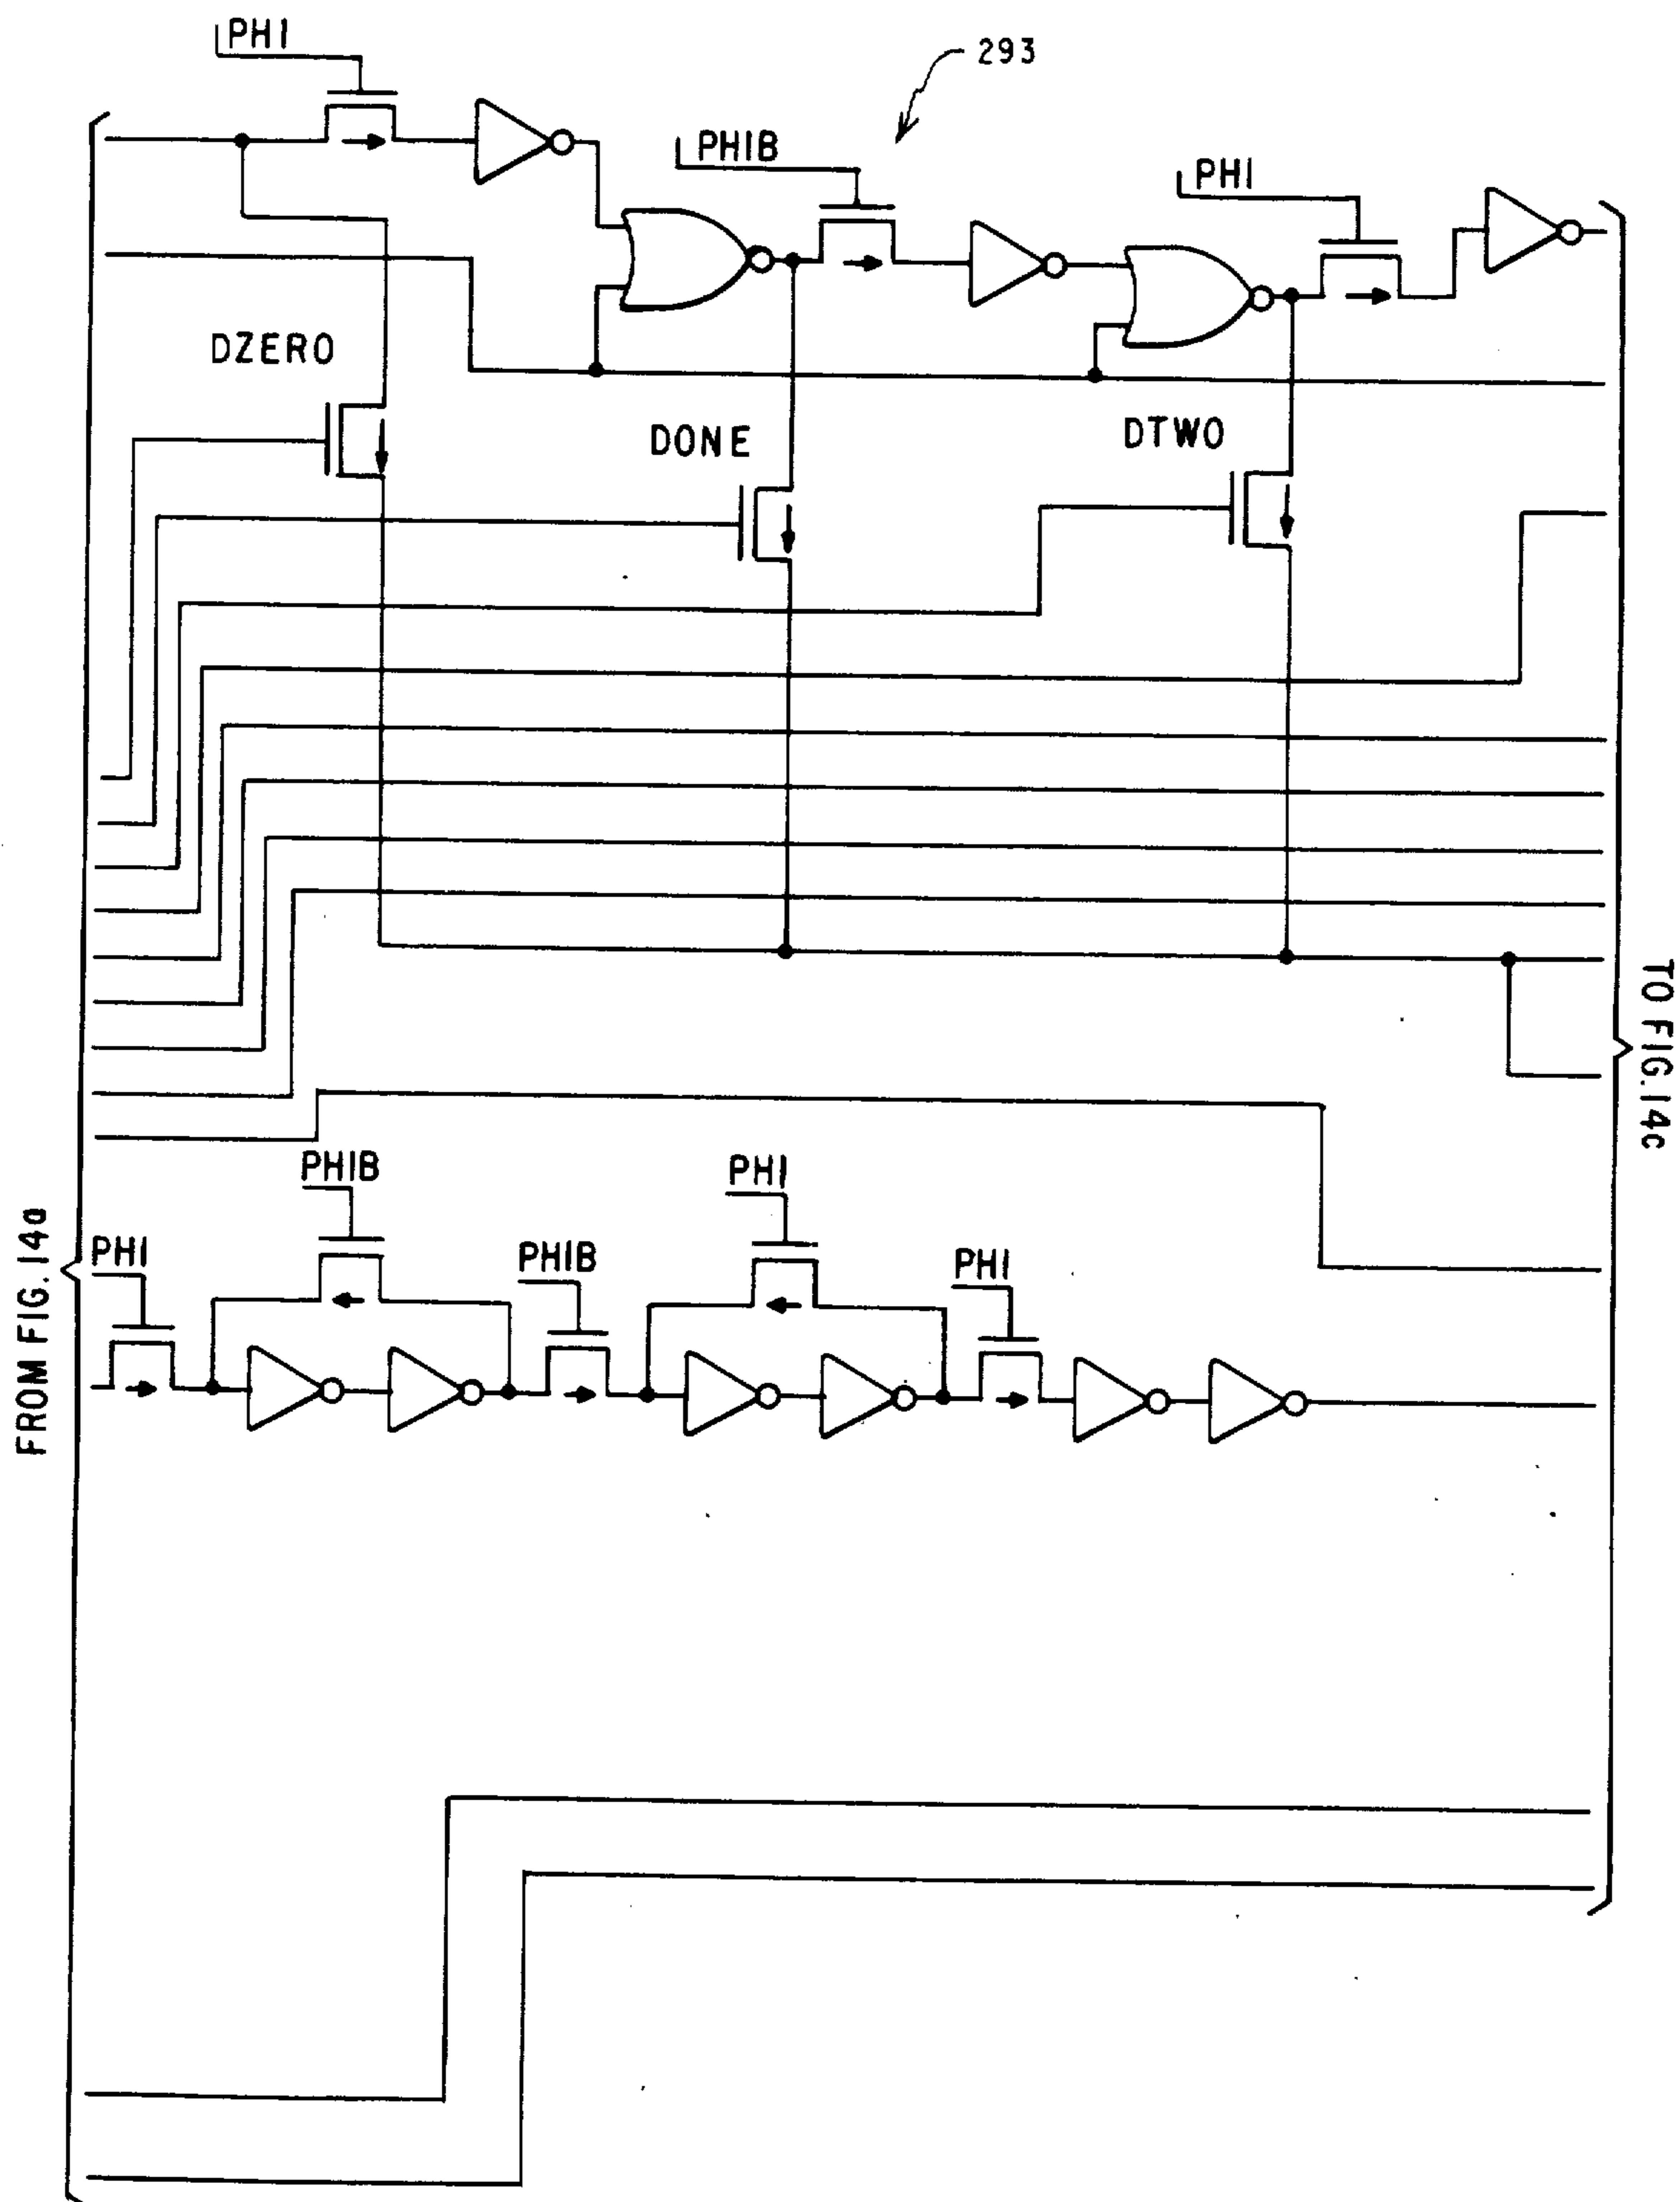 PHI
293
PHIB
PHI
DZERO
DONE
DTWO
TO FIG.14c
PHIB
PHI
PHI
PHIB
PHI
FROM FIG.14a